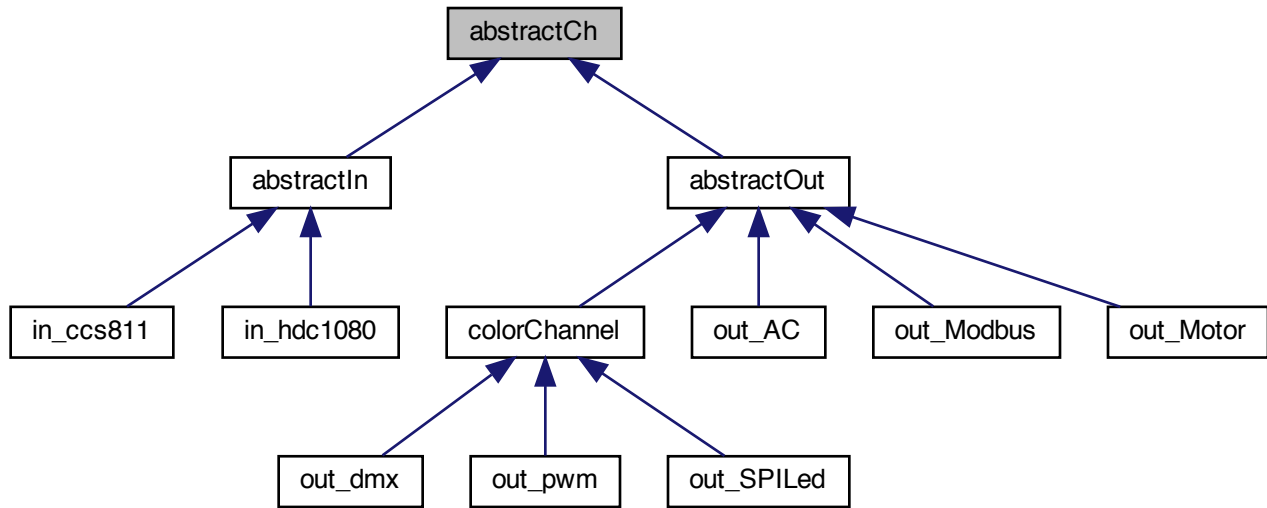 abstractCh
abstractIn
abstractOut
in_ccs811
in_hdc1080
colorChannel
out_AC
out_Modbus
out_Motor
out_dmx
out_pwm
out_SPILed